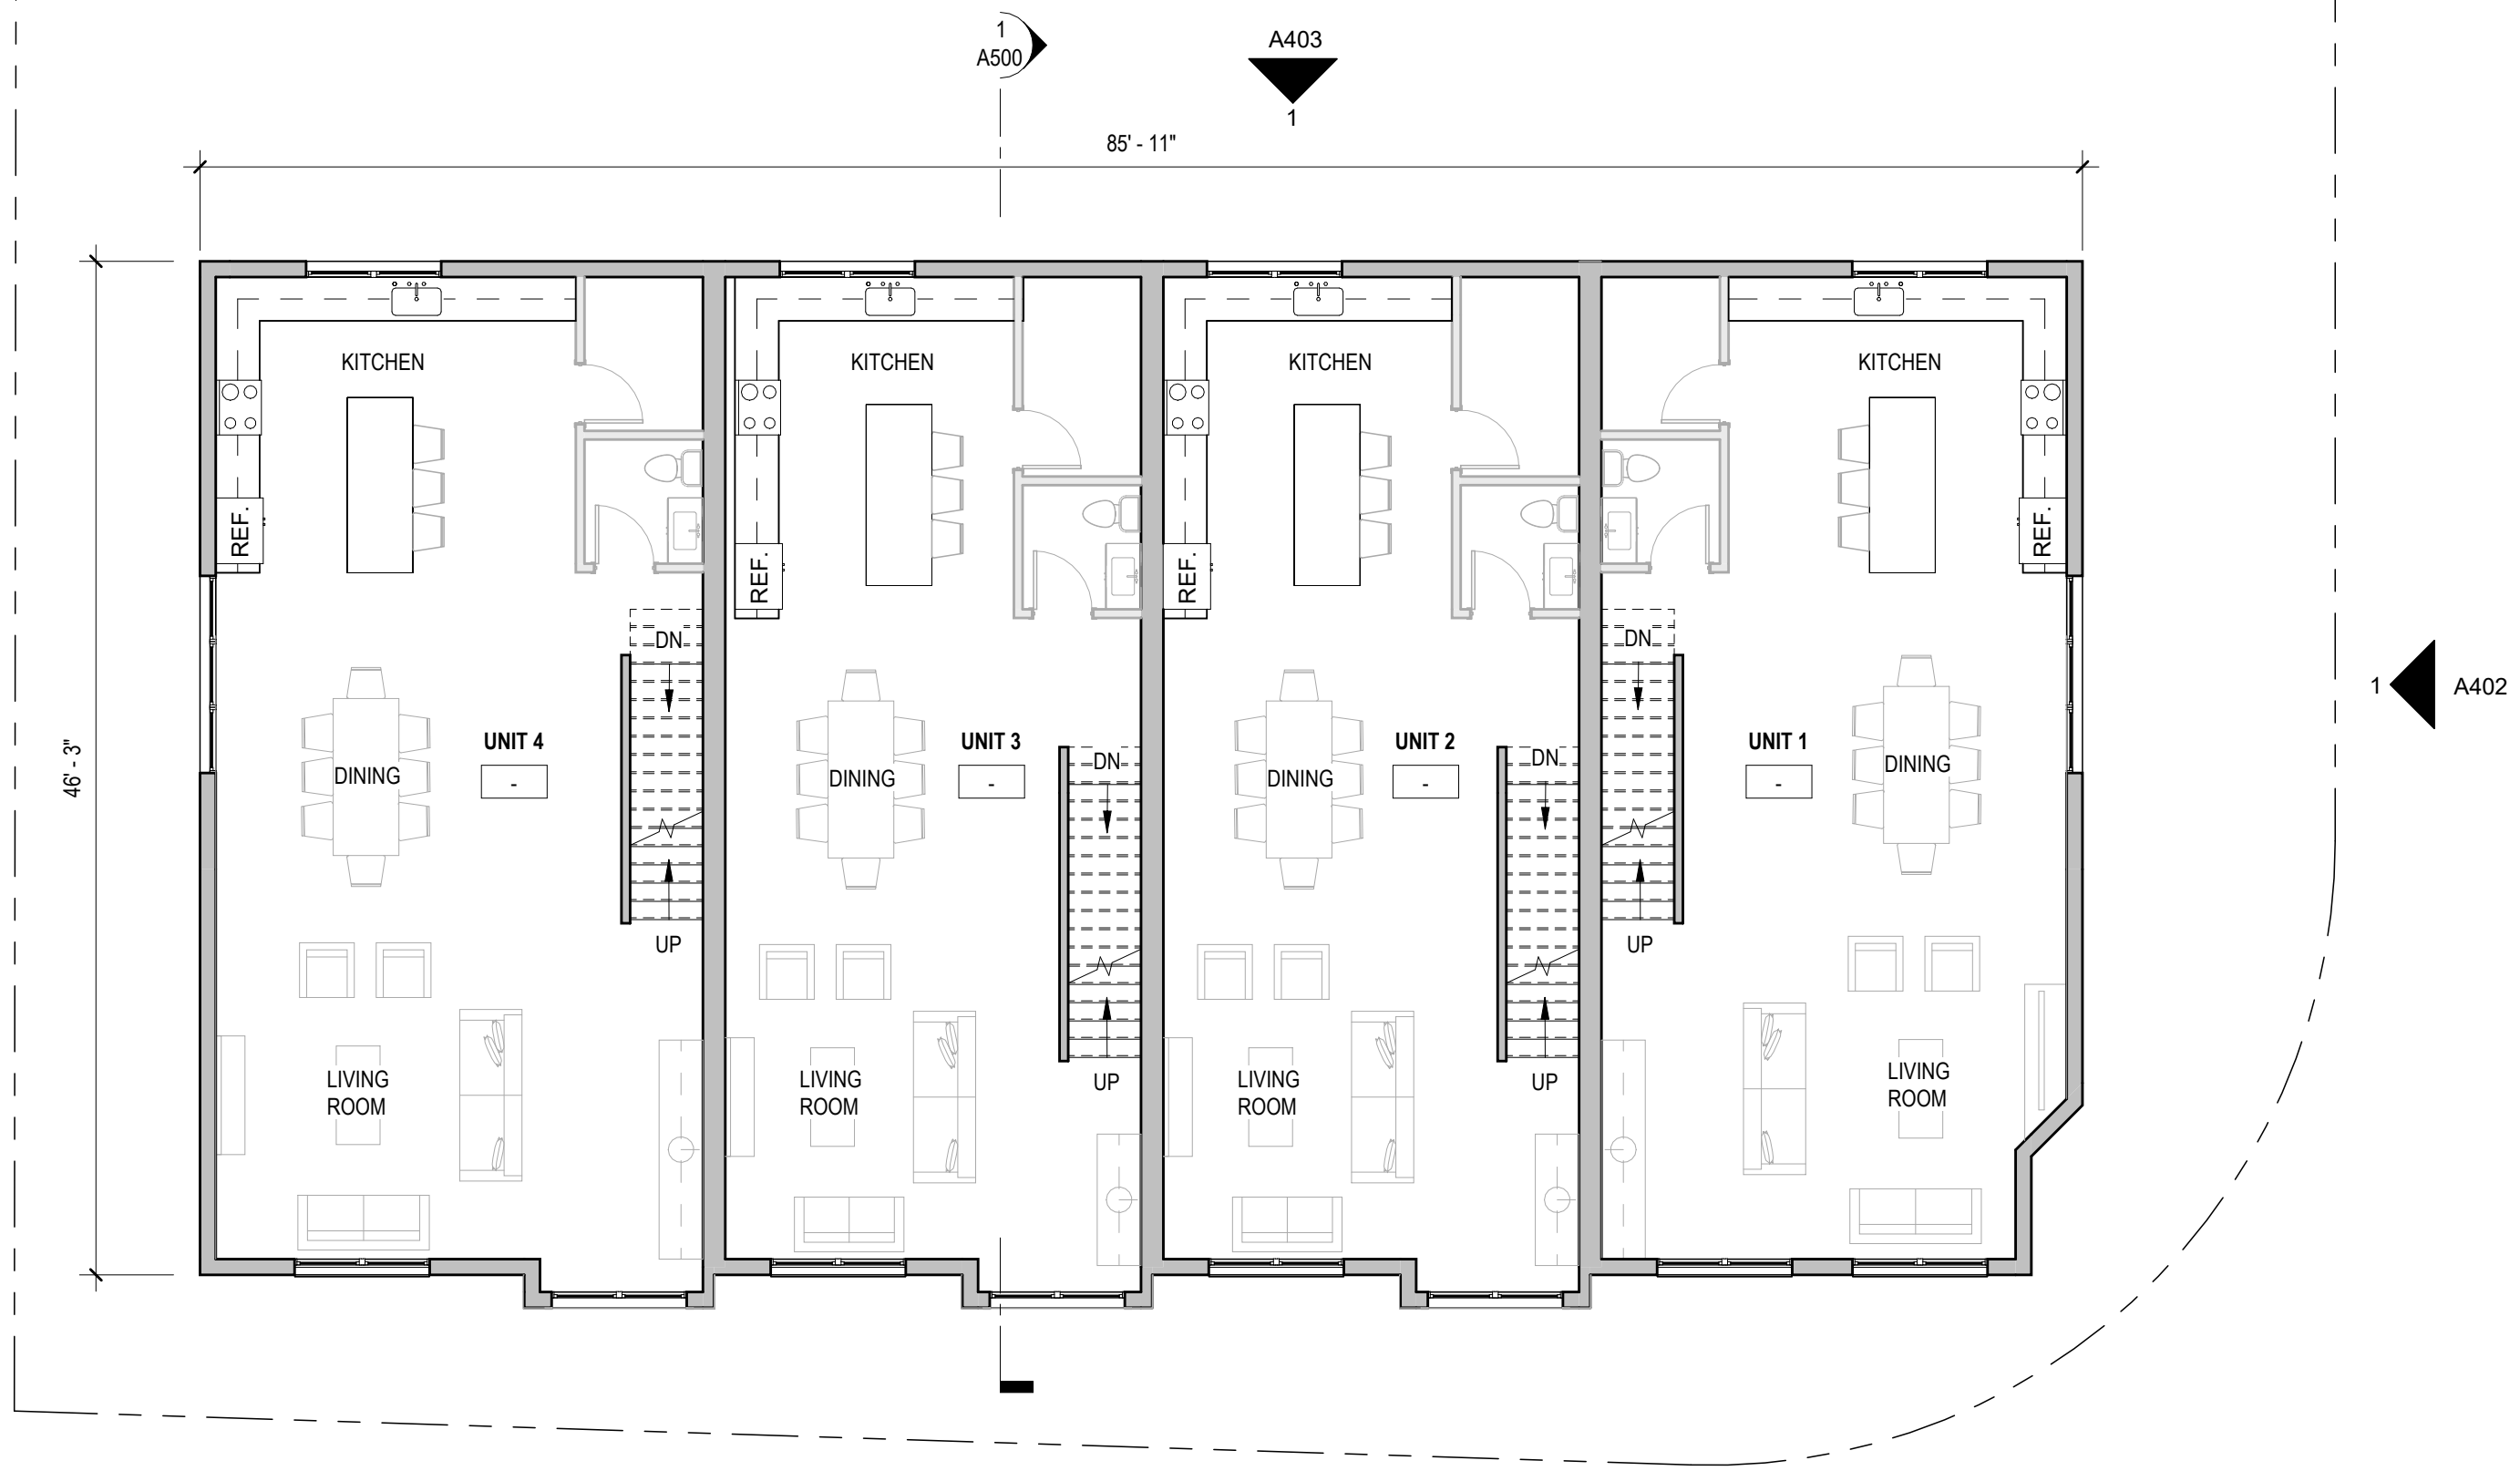 1
A500
A403
1
85' - 11"
46' - 3"
KITCHEN
KITCHEN
KITCHEN
KITCHEN
REF.
REF.
REF.
REF.
DN
DN
DN
DN
UNIT 4
-
UNIT 3
-
UNIT 2
-
UNIT 1
-
DINING
DINING
DINING
DINING
1
A402
UP
UP
UP
UP
LIVING
ROOM
LIVING
ROOM
LIVING
ROOM
LIVING
ROOM